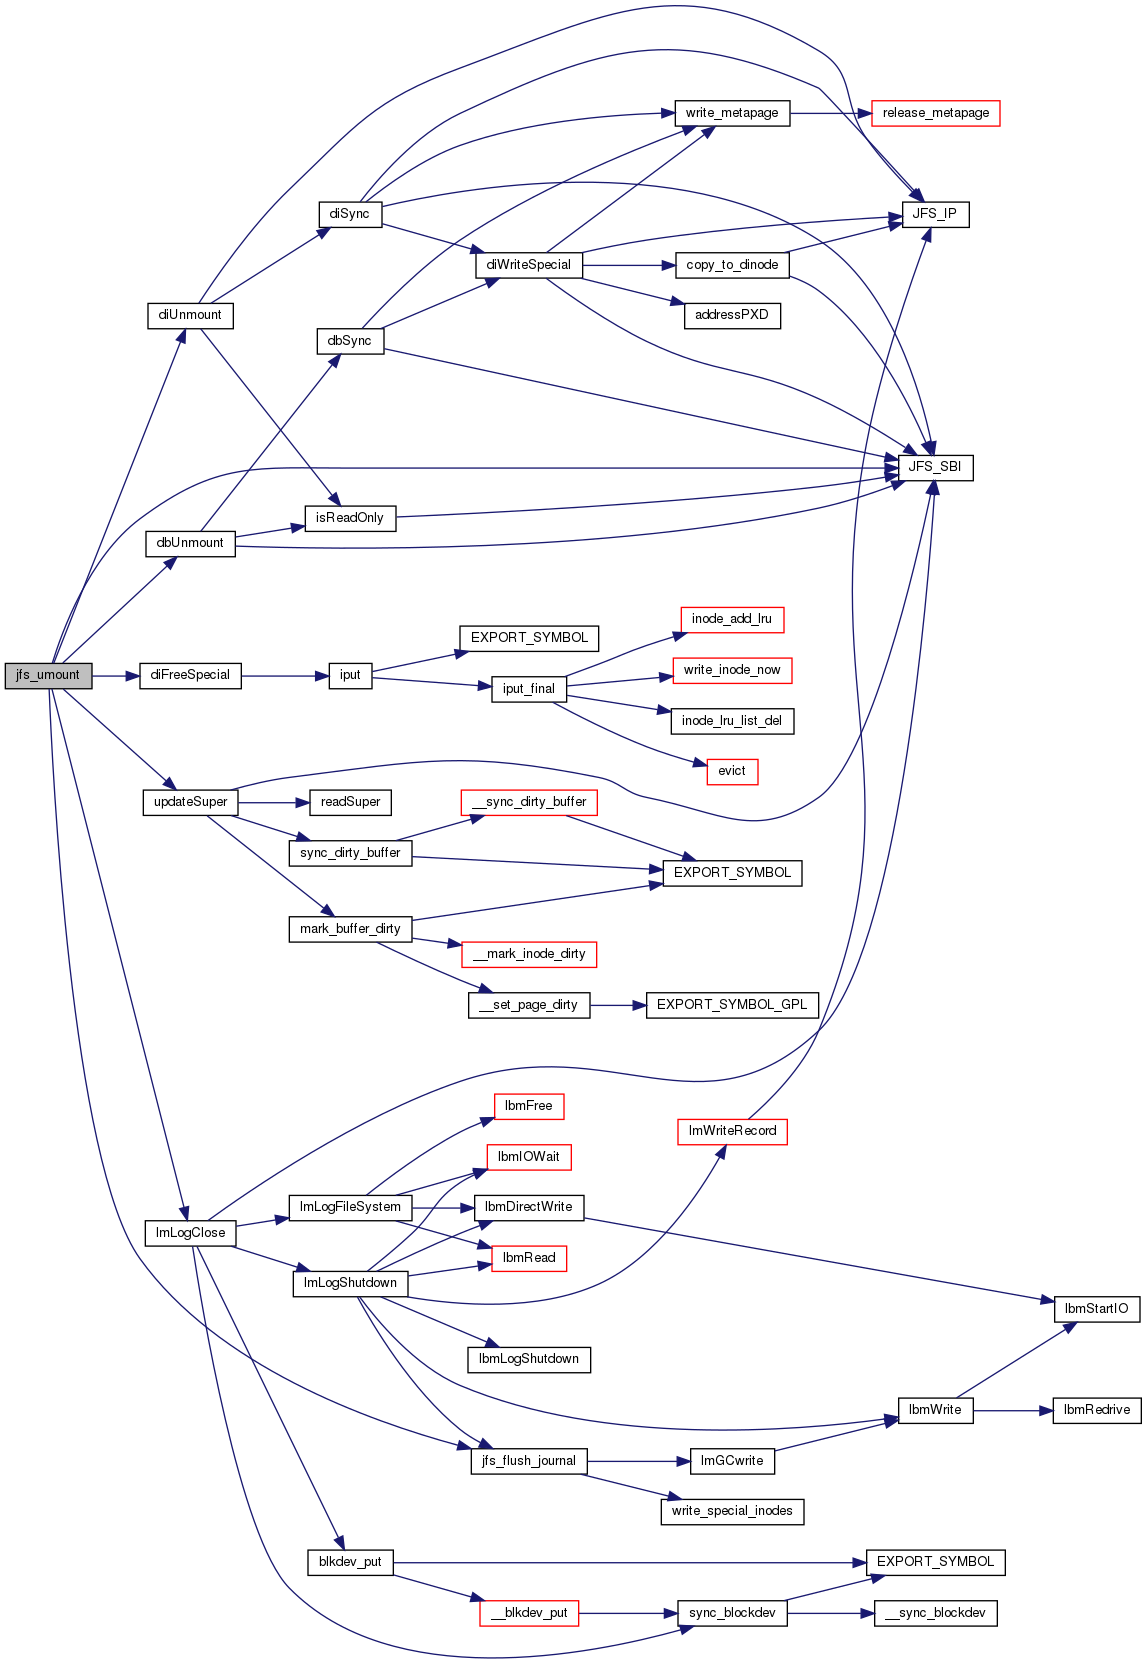 write_metapage
release_metapage
diSync
JFS_IP
diWriteSpecial
copy_to_dinode
diUnmount
addressPXD
dbSync
JFS_SBI
isReadOnly
dbUnmount
inode_add_lru
EXPORT_SYMBOL
jfs_umount
diFreeSpecial
iput
write_inode_now
iput_final
inode_lru_list_del
evict
updateSuper
readSuper
__sync_dirty_buffer
sync_dirty_buffer
EXPORT_SYMBOL
mark_buffer_dirty
__mark_inode_dirty
__set_page_dirty
EXPORT_SYMBOL_GPL
lbmFree
lmWriteRecord
lbmIOWait
lmLogFileSystem
lbmDirectWrite
lmLogClose
lbmRead
lmLogShutdown
lbmStartIO
lbmLogShutdown
lbmWrite
lbmRedrive
jfs_flush_journal
lmGCwrite
write_special_inodes
blkdev_put
EXPORT_SYMBOL
__blkdev_put
sync_blockdev
__sync_blockdev